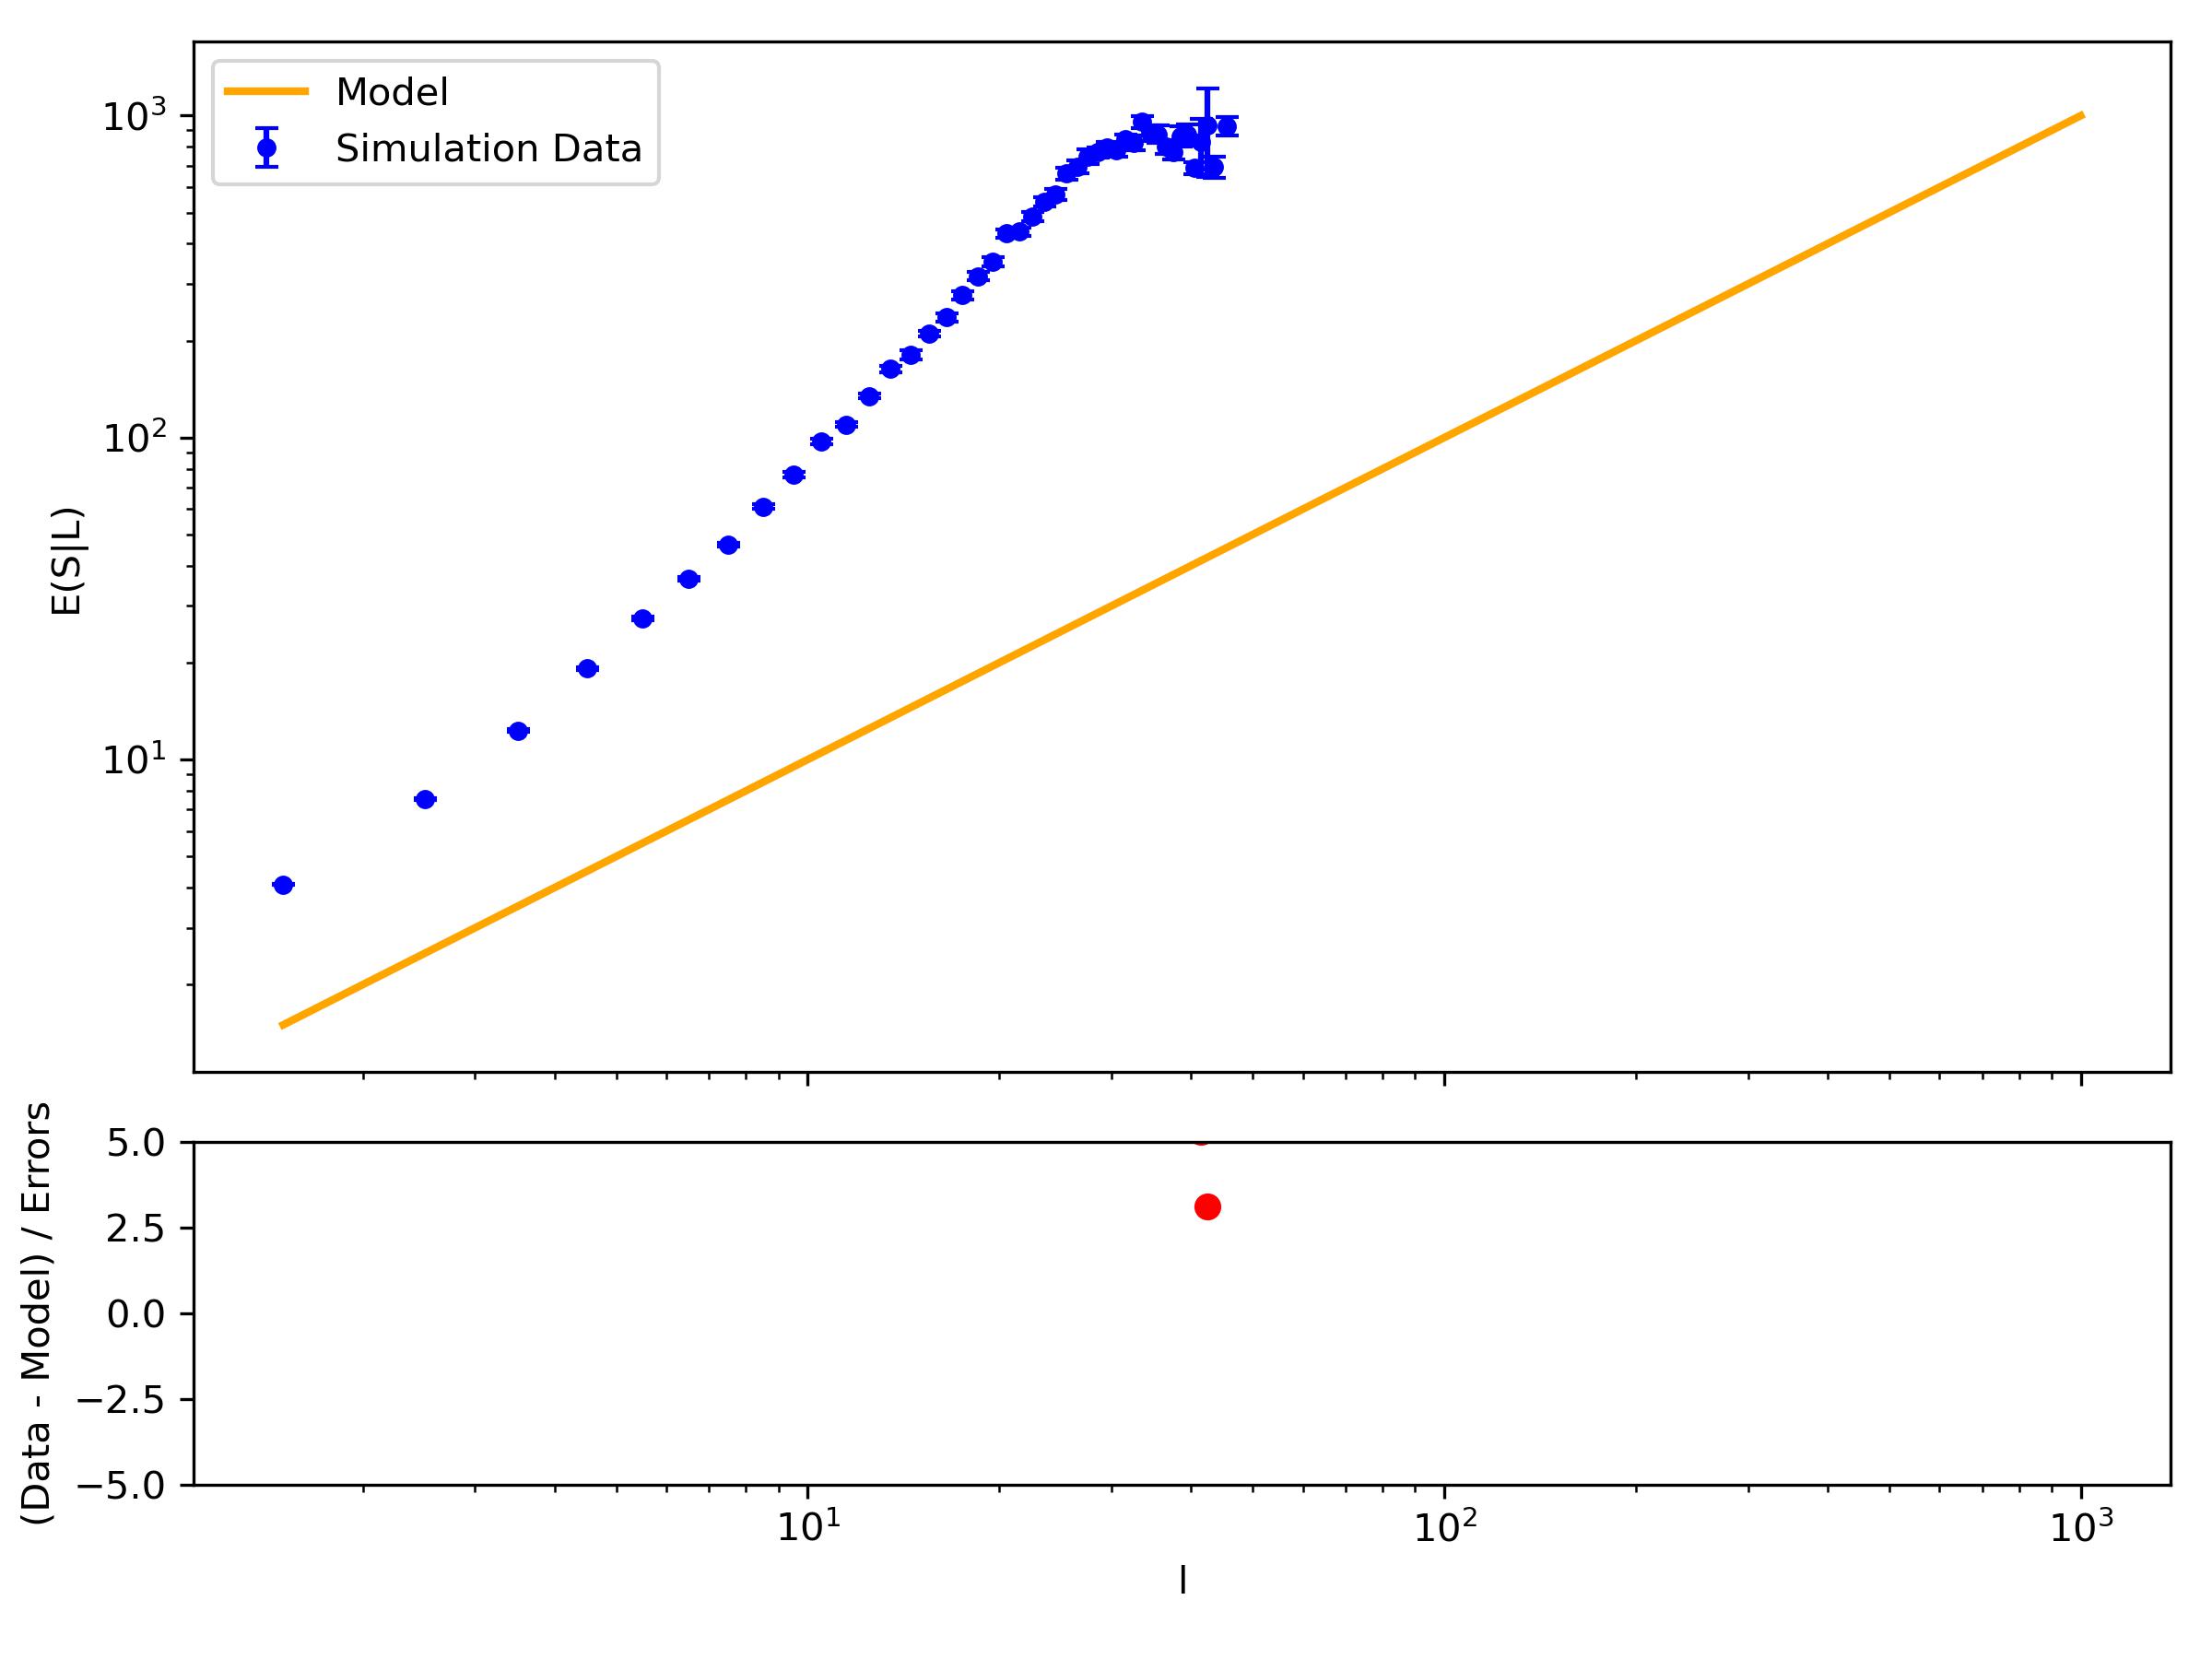 Model
Simulation Data
E(S|L)
10³
10²
10¹
(Data - Model) / Errors
5.0
2.5
0.0
−2.5
−5.0
10¹
10²
10³
l